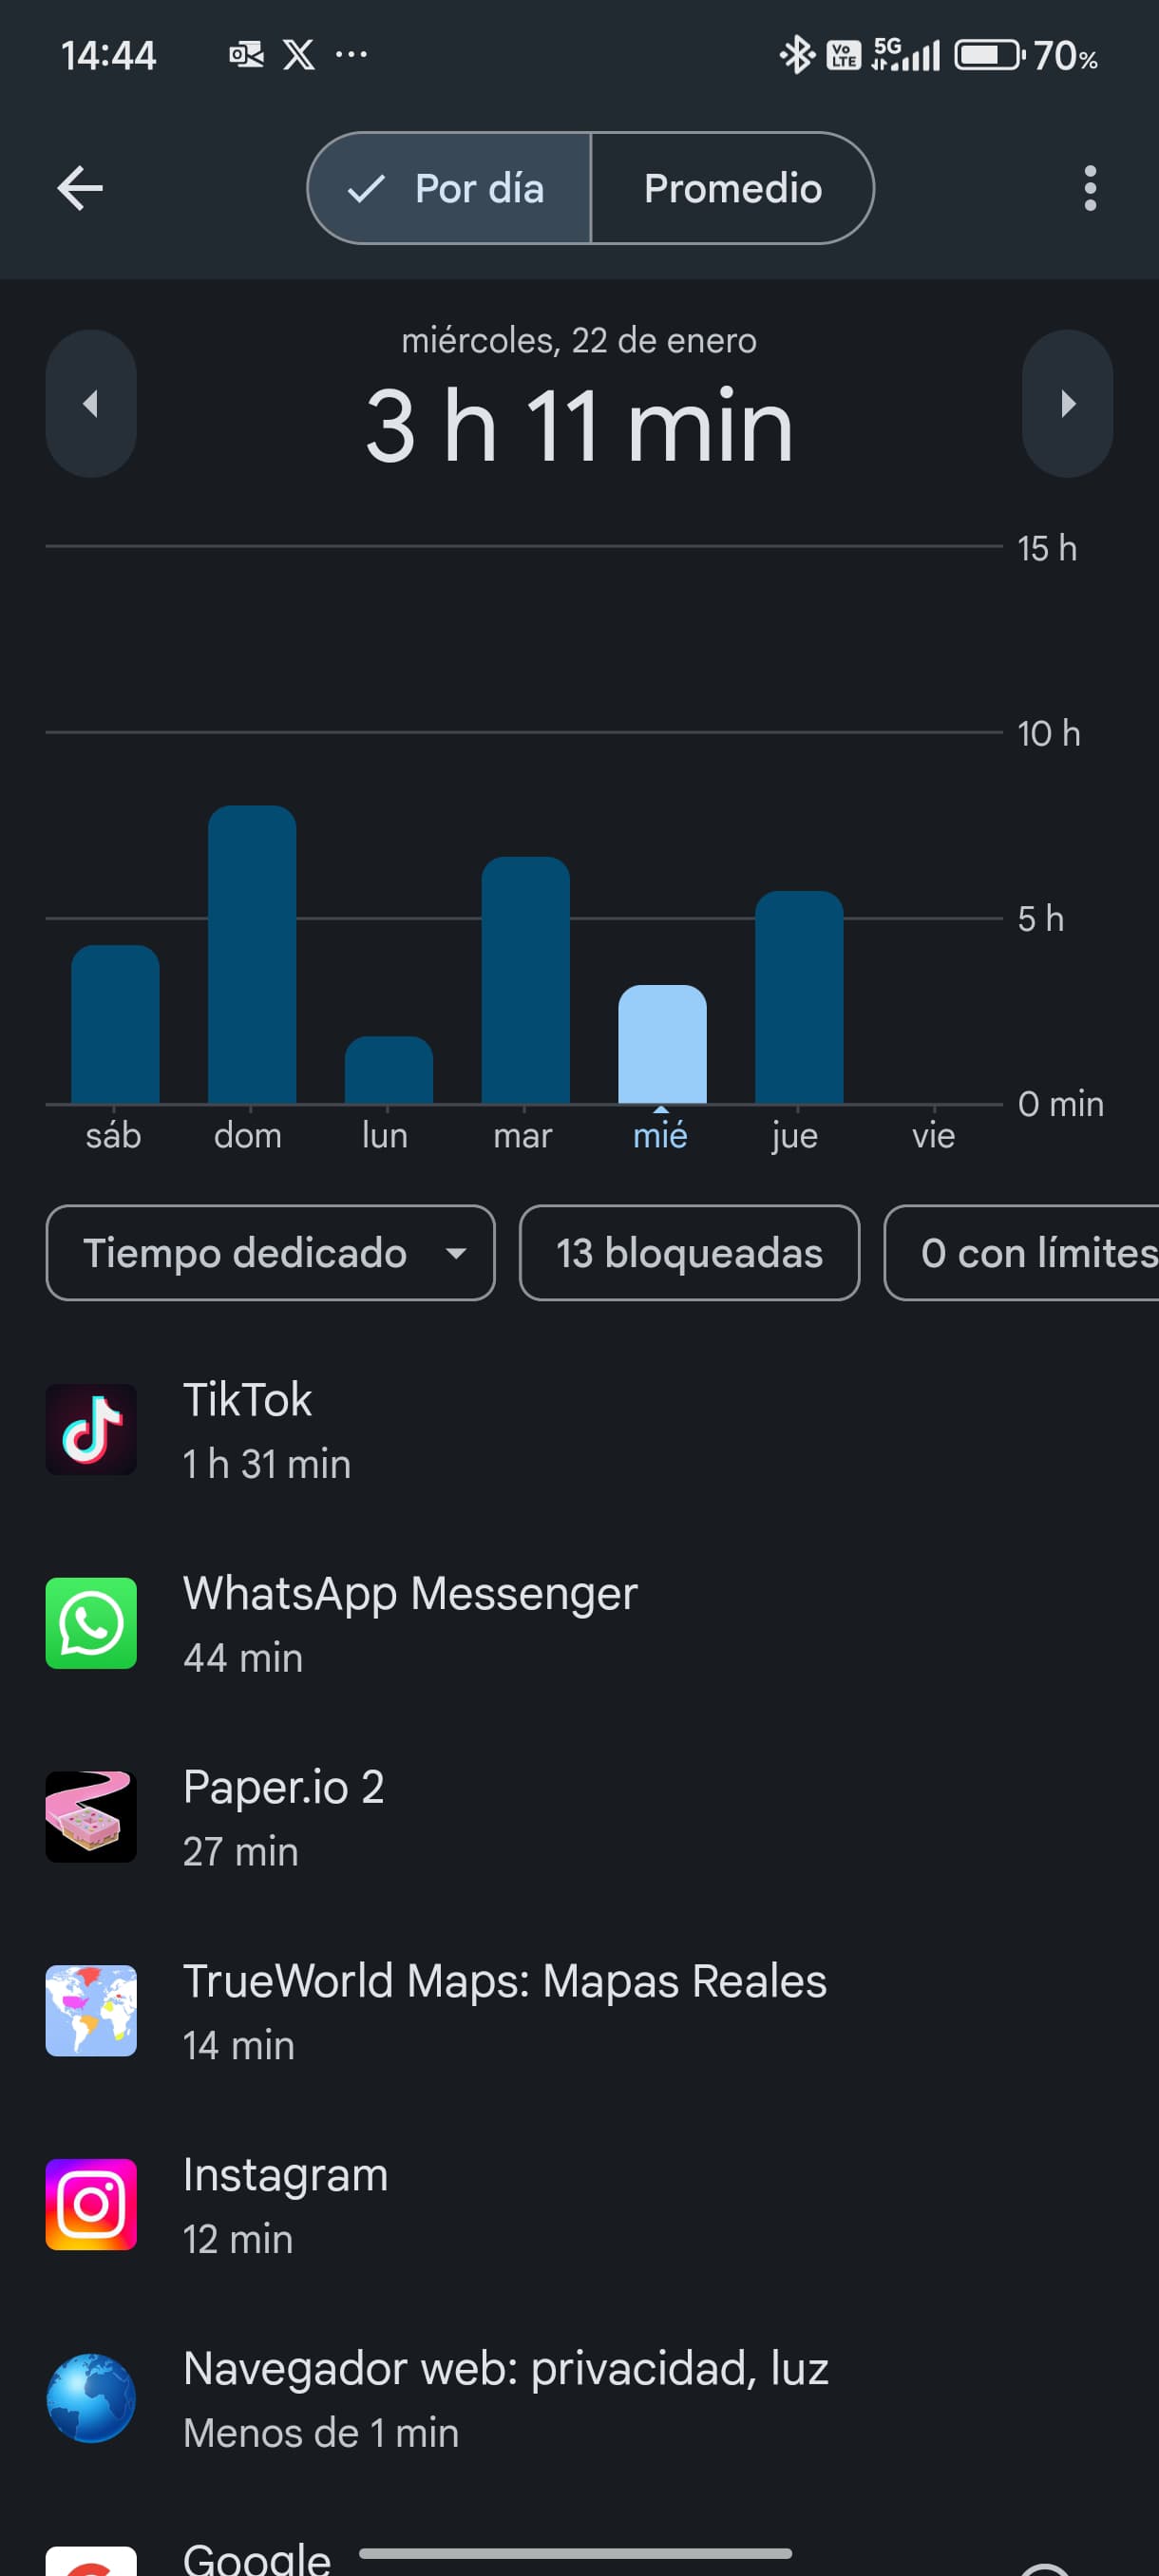 14:44
Vo LTE 5G 70%
Por día Promedio
miércoles, 22 de enero
3 h 11 min
15 h
10 h
5 h
0 min
sáb dom lun mar mié jue vie
Tiempo dedicado 13 bloqueadas 0 con límites
TikTok
1 h 31 min
WhatsApp Messenger
44 min
Paper.io 2
27 min
TrueWorld Maps: Mapas Reales
14 min
Instagram
12 min
Navegador web: privacidad, luz
Menos de 1 min
Google